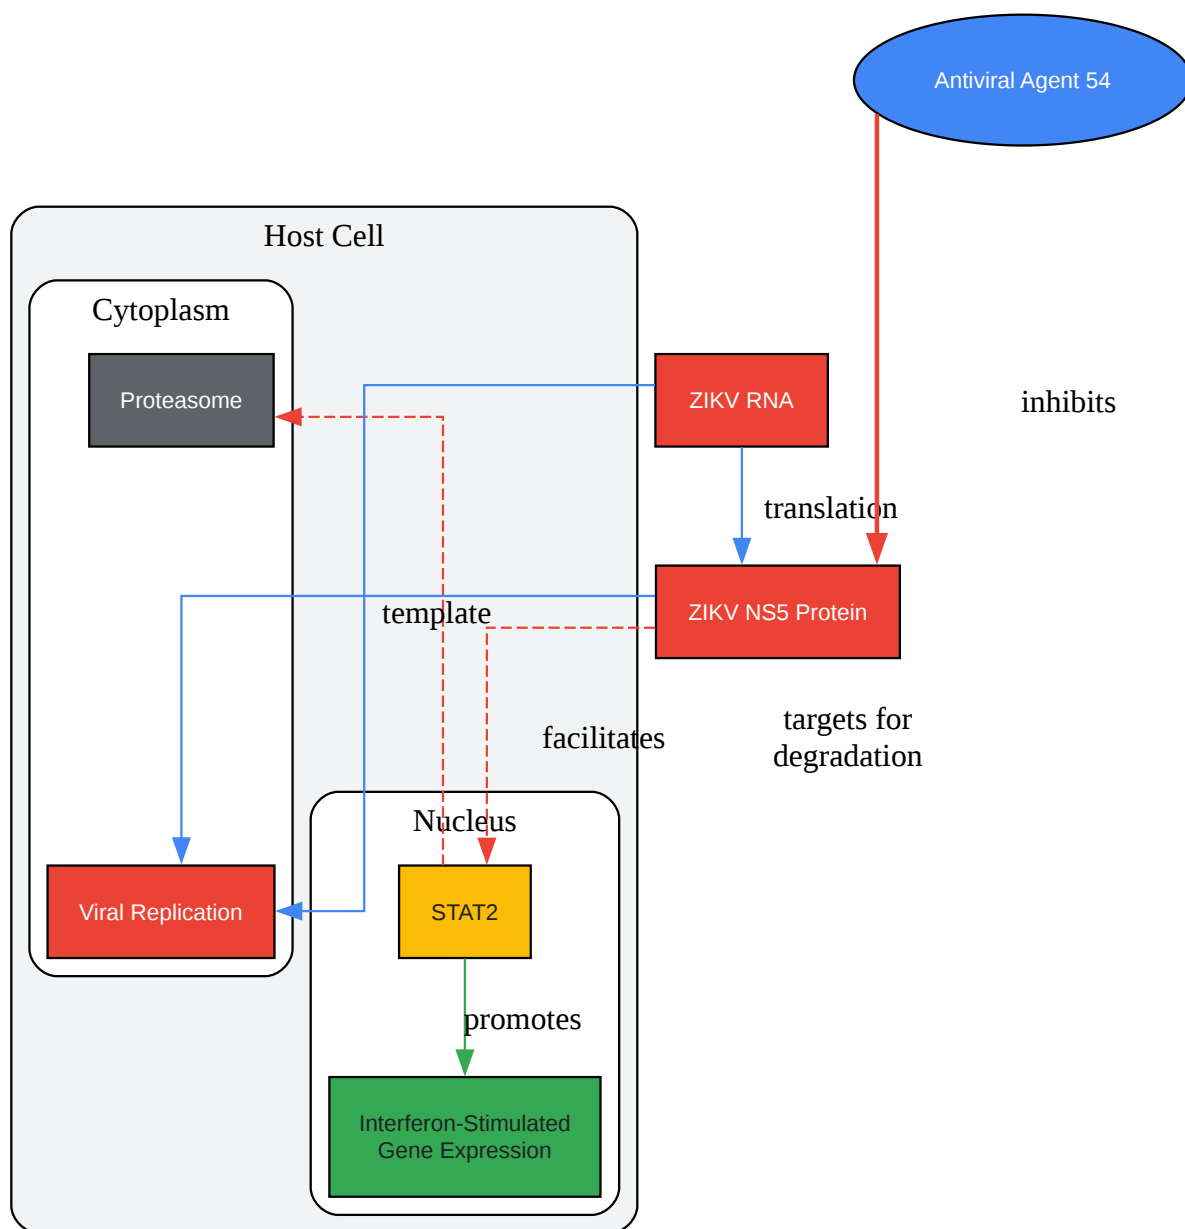 Antiviral Agent 54
Host Cell
Cytoplasm
Proteasome
ZIKV RNA
inhibits
translation
template
ZIKV NS5 Protein
facilitates
targets for
degradation
Nucleus
Viral Replication
STAT2
promotes
Interferon-Stimulated
Gene Expression